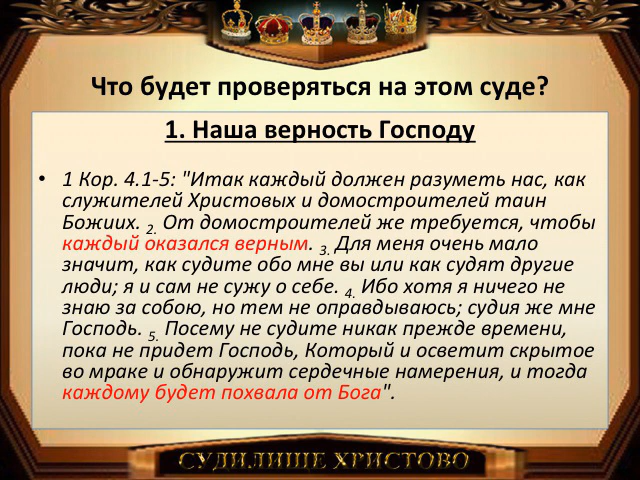 Что будет проверяться на этом суде?
1. Наша верность Господу
• 1 Кор. 4.1-5: "Итак каждый должен разуметь нас, как
служителей Христовых и домостроителей таин
Божиих. 2. От домостроителей же требуется, чтобы
каждый оказался верным. 3. Для меня очень мало
значит, как судите обо мне вы или как судят другие
люди; я и сам не сужу о себе. 4. Ибо хотя я ничего не
знаю за собою, но тем не оправдываюсь; судия же мне
Господь. 5. Посему не судите никак прежде времени,
пока не придет Господь, Который и осветит скрытое
во мраке и обнаружит сердечные намерения, и тогда
каждому будет похвала от Бога".
СУДИЛИЩЕ ХРИСТОВО